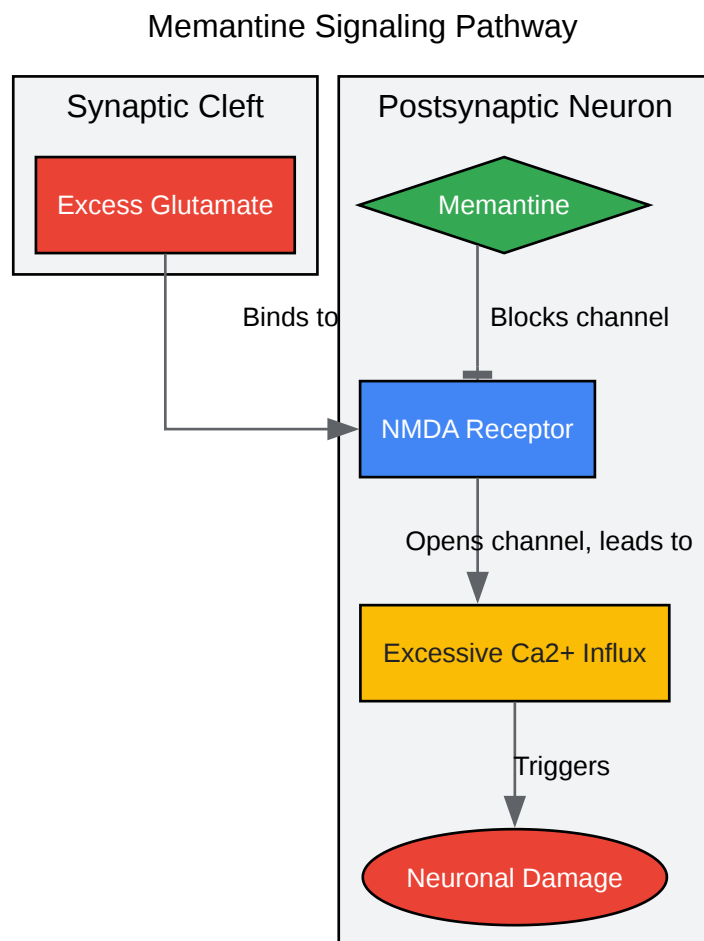 Memantine Signaling Pathway
Synaptic Cleft
Postsynaptic Neuron
Excess Glutamate
Memantine
Binds to
Blocks channel
NMDA Receptor
Opens channel, leads to
Excessive Ca2+ Influx
Triggers
Neuronal Damage